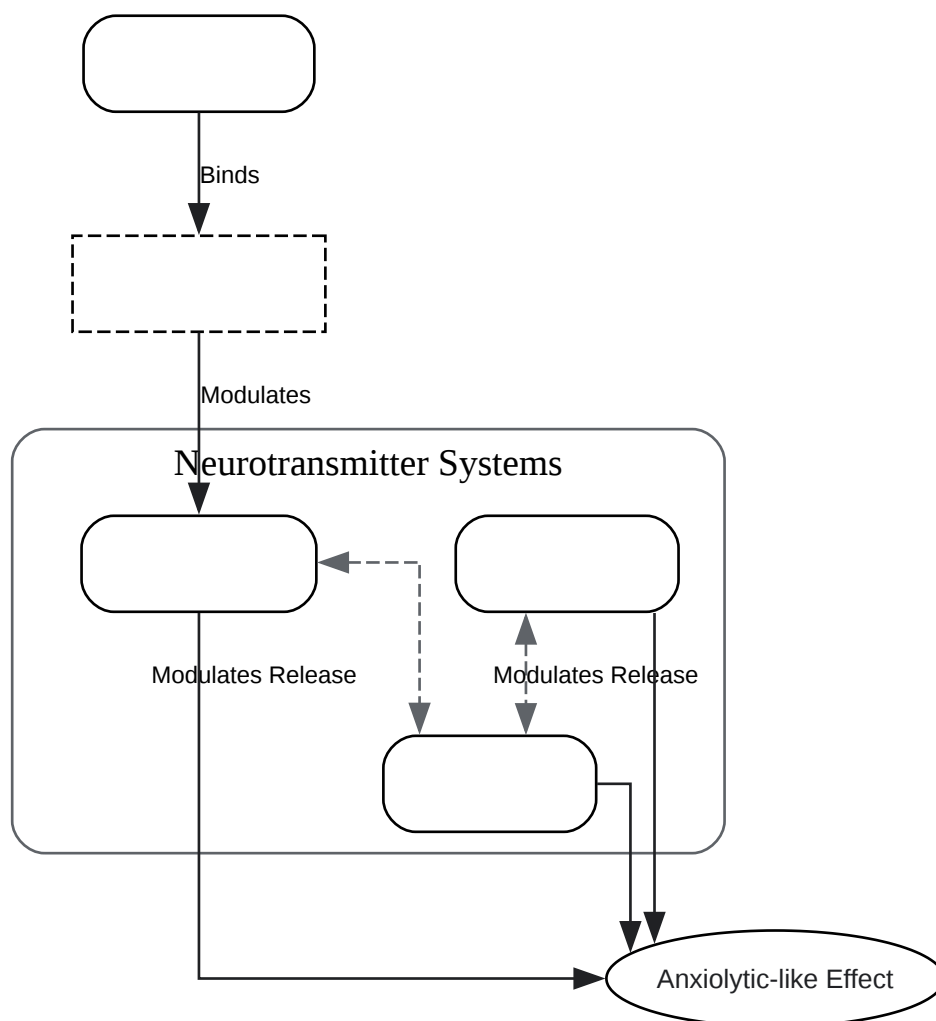 Binds
Modulates
Neurotransmitter Systems
Modulates Release
Modulates Release
Anxiolytic-like Effect